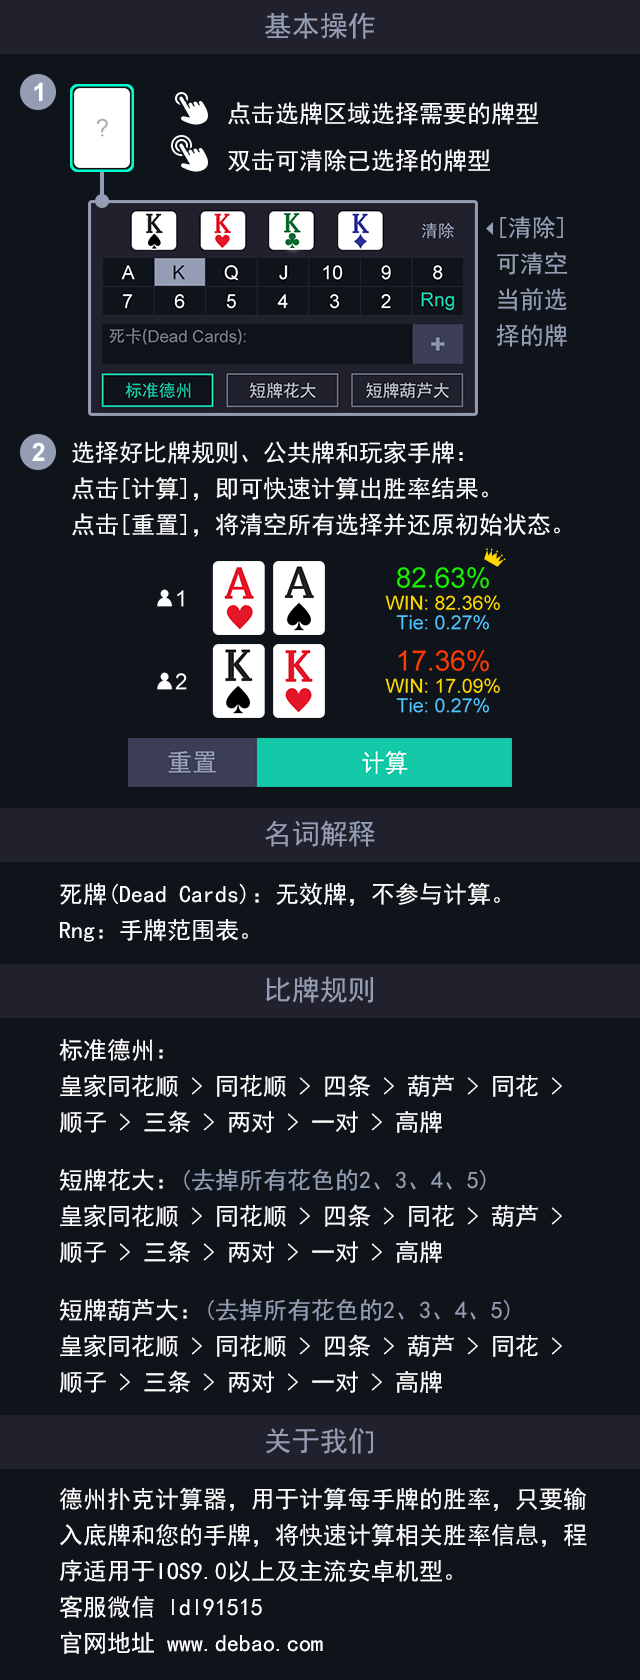 基本操作
1
?
点击选牌区域选择需要的牌型
双击可清除已选择的牌型
K K K K 清除
A K Q J 10 9 8
7 6 5 4 3 2 Rng
死卡(Dead Cards): +
标准德州 短牌花大 短牌葫芦大
[清除]
可清空
当前选
择的牌
2 选择好比牌规则、公共牌和玩家手牌:
点击[计算], 即可快速计算出胜率结果。
点击[重置], 将清空所有选择并还原初始状态。
1 A A 82.63%
WIN: 82.36%
Tie: 0.27%
2 K K 17.36%
WIN: 17.09%
Tie: 0.27%
重置 计算
名词解释
死牌(Dead Cards): 无效牌, 不参与计算。
Rng: 手牌范围表。
比牌规则
标准德州:
皇家同花顺 > 同花顺 > 四条 > 葫芦 > 同花 >
顺子 > 三条 > 两对 > 一对 > 高牌
短牌花大: (去掉所有花色的2、3、4、5)
皇家同花顺 > 同花顺 > 四条 > 同花 > 葫芦 >
顺子 > 三条 > 两对 > 一对 > 高牌
短牌葫芦大: (去掉所有花色的2、3、4、5)
皇家同花顺 > 同花顺 > 四条 > 葫芦 > 同花 >
顺子 > 三条 > 两对 > 一对 > 高牌
关于我们
德州扑克计算器, 用于计算每手牌的胜率, 只要输
入底牌和您的手牌, 将快速计算相关胜率信息, 程
序适用于IOS9.0以上及主流安卓机型。
客服微信 ldl91515
官网地址 www.debao.com